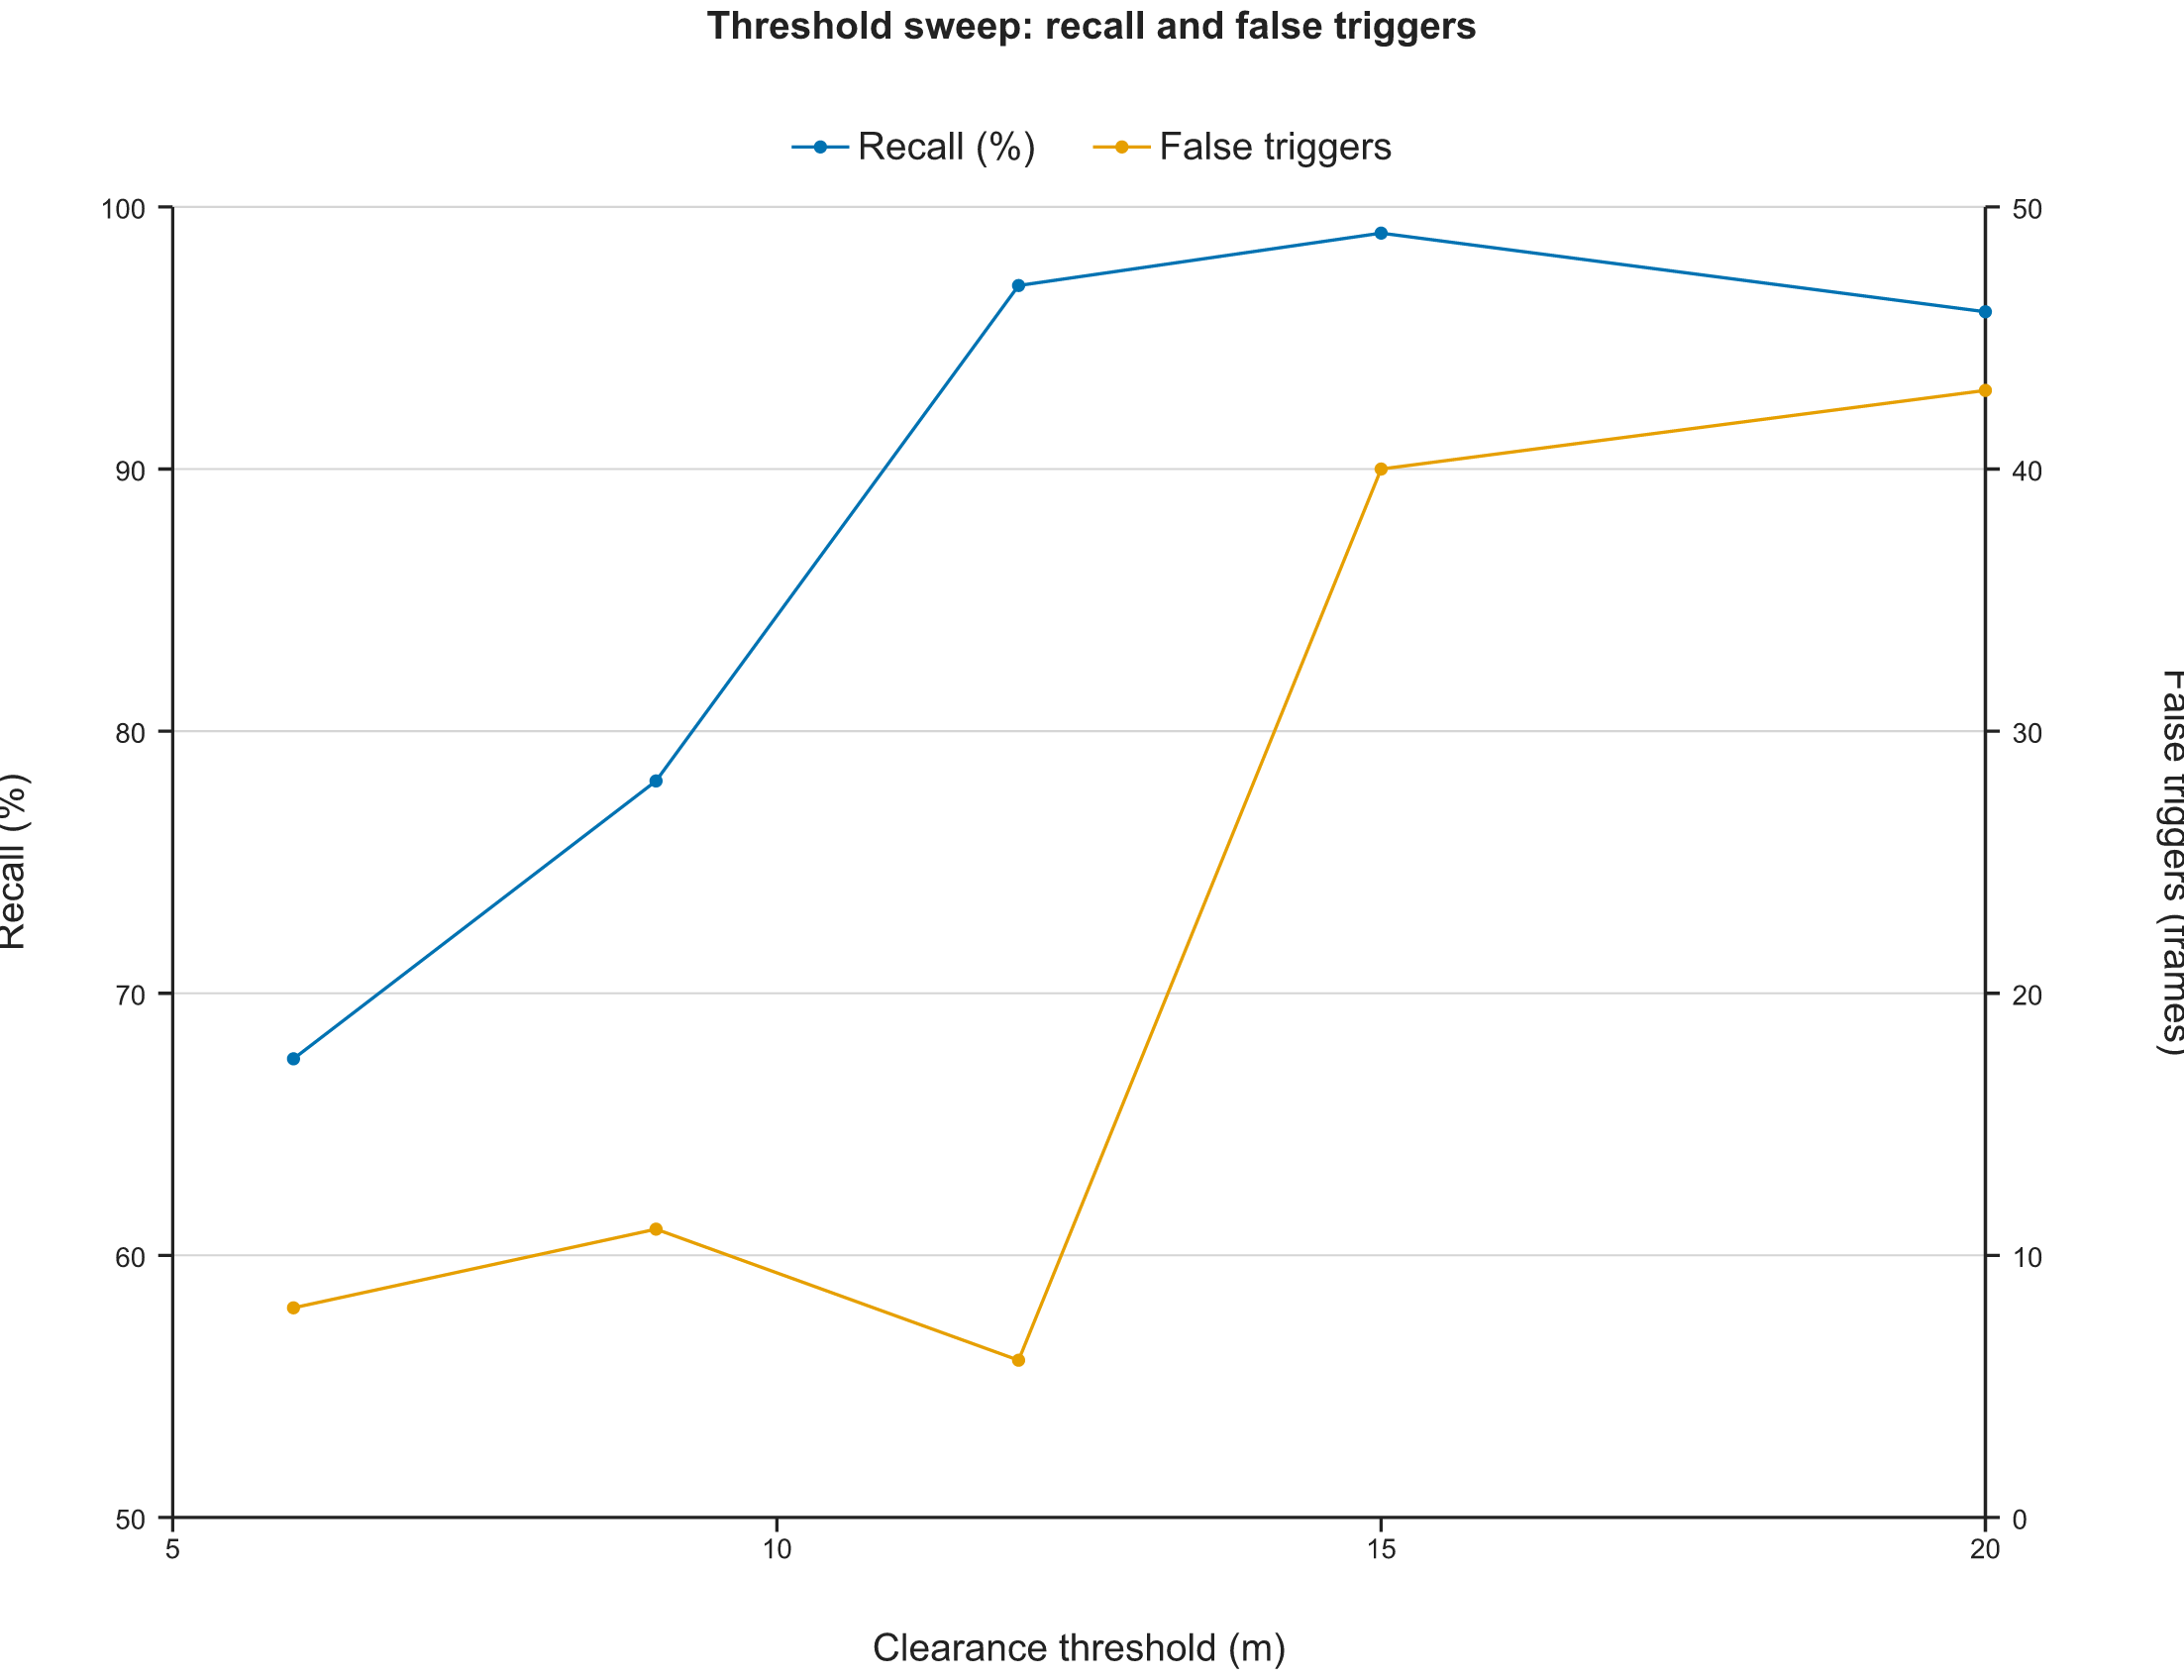 Threshold sweep: recall and false triggers
Recall (%)
False triggers
100
90
80
70
60
50
Recall (%)
50
40
30
20
10
0
False triggers (frames)
5
10
15
20
Clearance threshold (m)